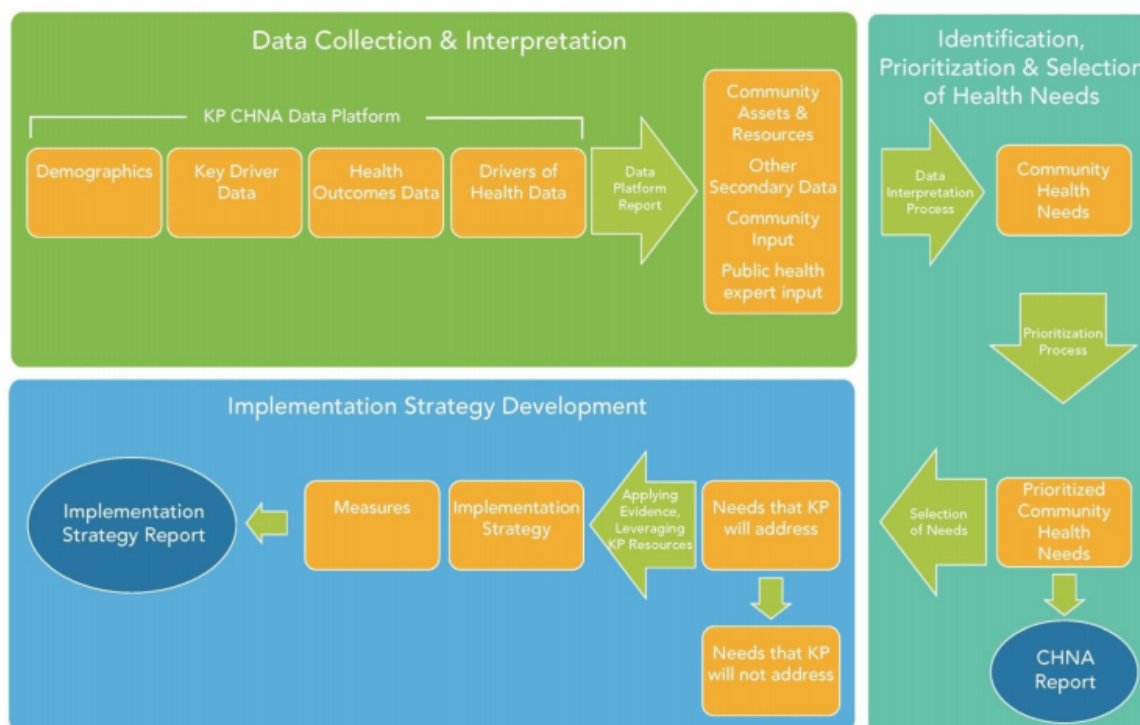 Data Collection & Interpretation
KP CHNA Data Platform
Demographics
Key Driver
Data
Health
Outcomes Data
Drivers of
Health Data
Data
Platform
Report
Community
Assets &
Resources
Other
Secondary Data
Community
Input
Public health
expert input
Identification,
Prioritization & Selection
of Health Needs
Data
Interpretation
Process
Community
Health
Needs
Prioritization
Process
Prioritized
Community
Health
Needs
Selection
of Needs
CHNA
Report
Implementation Strategy Development
Needs that KP
will address
Needs that KP
will not address
Applying
Evidence,
Leveraging
KP Resources
Implementation
Strategy
Measures
Implementation
Strategy Report